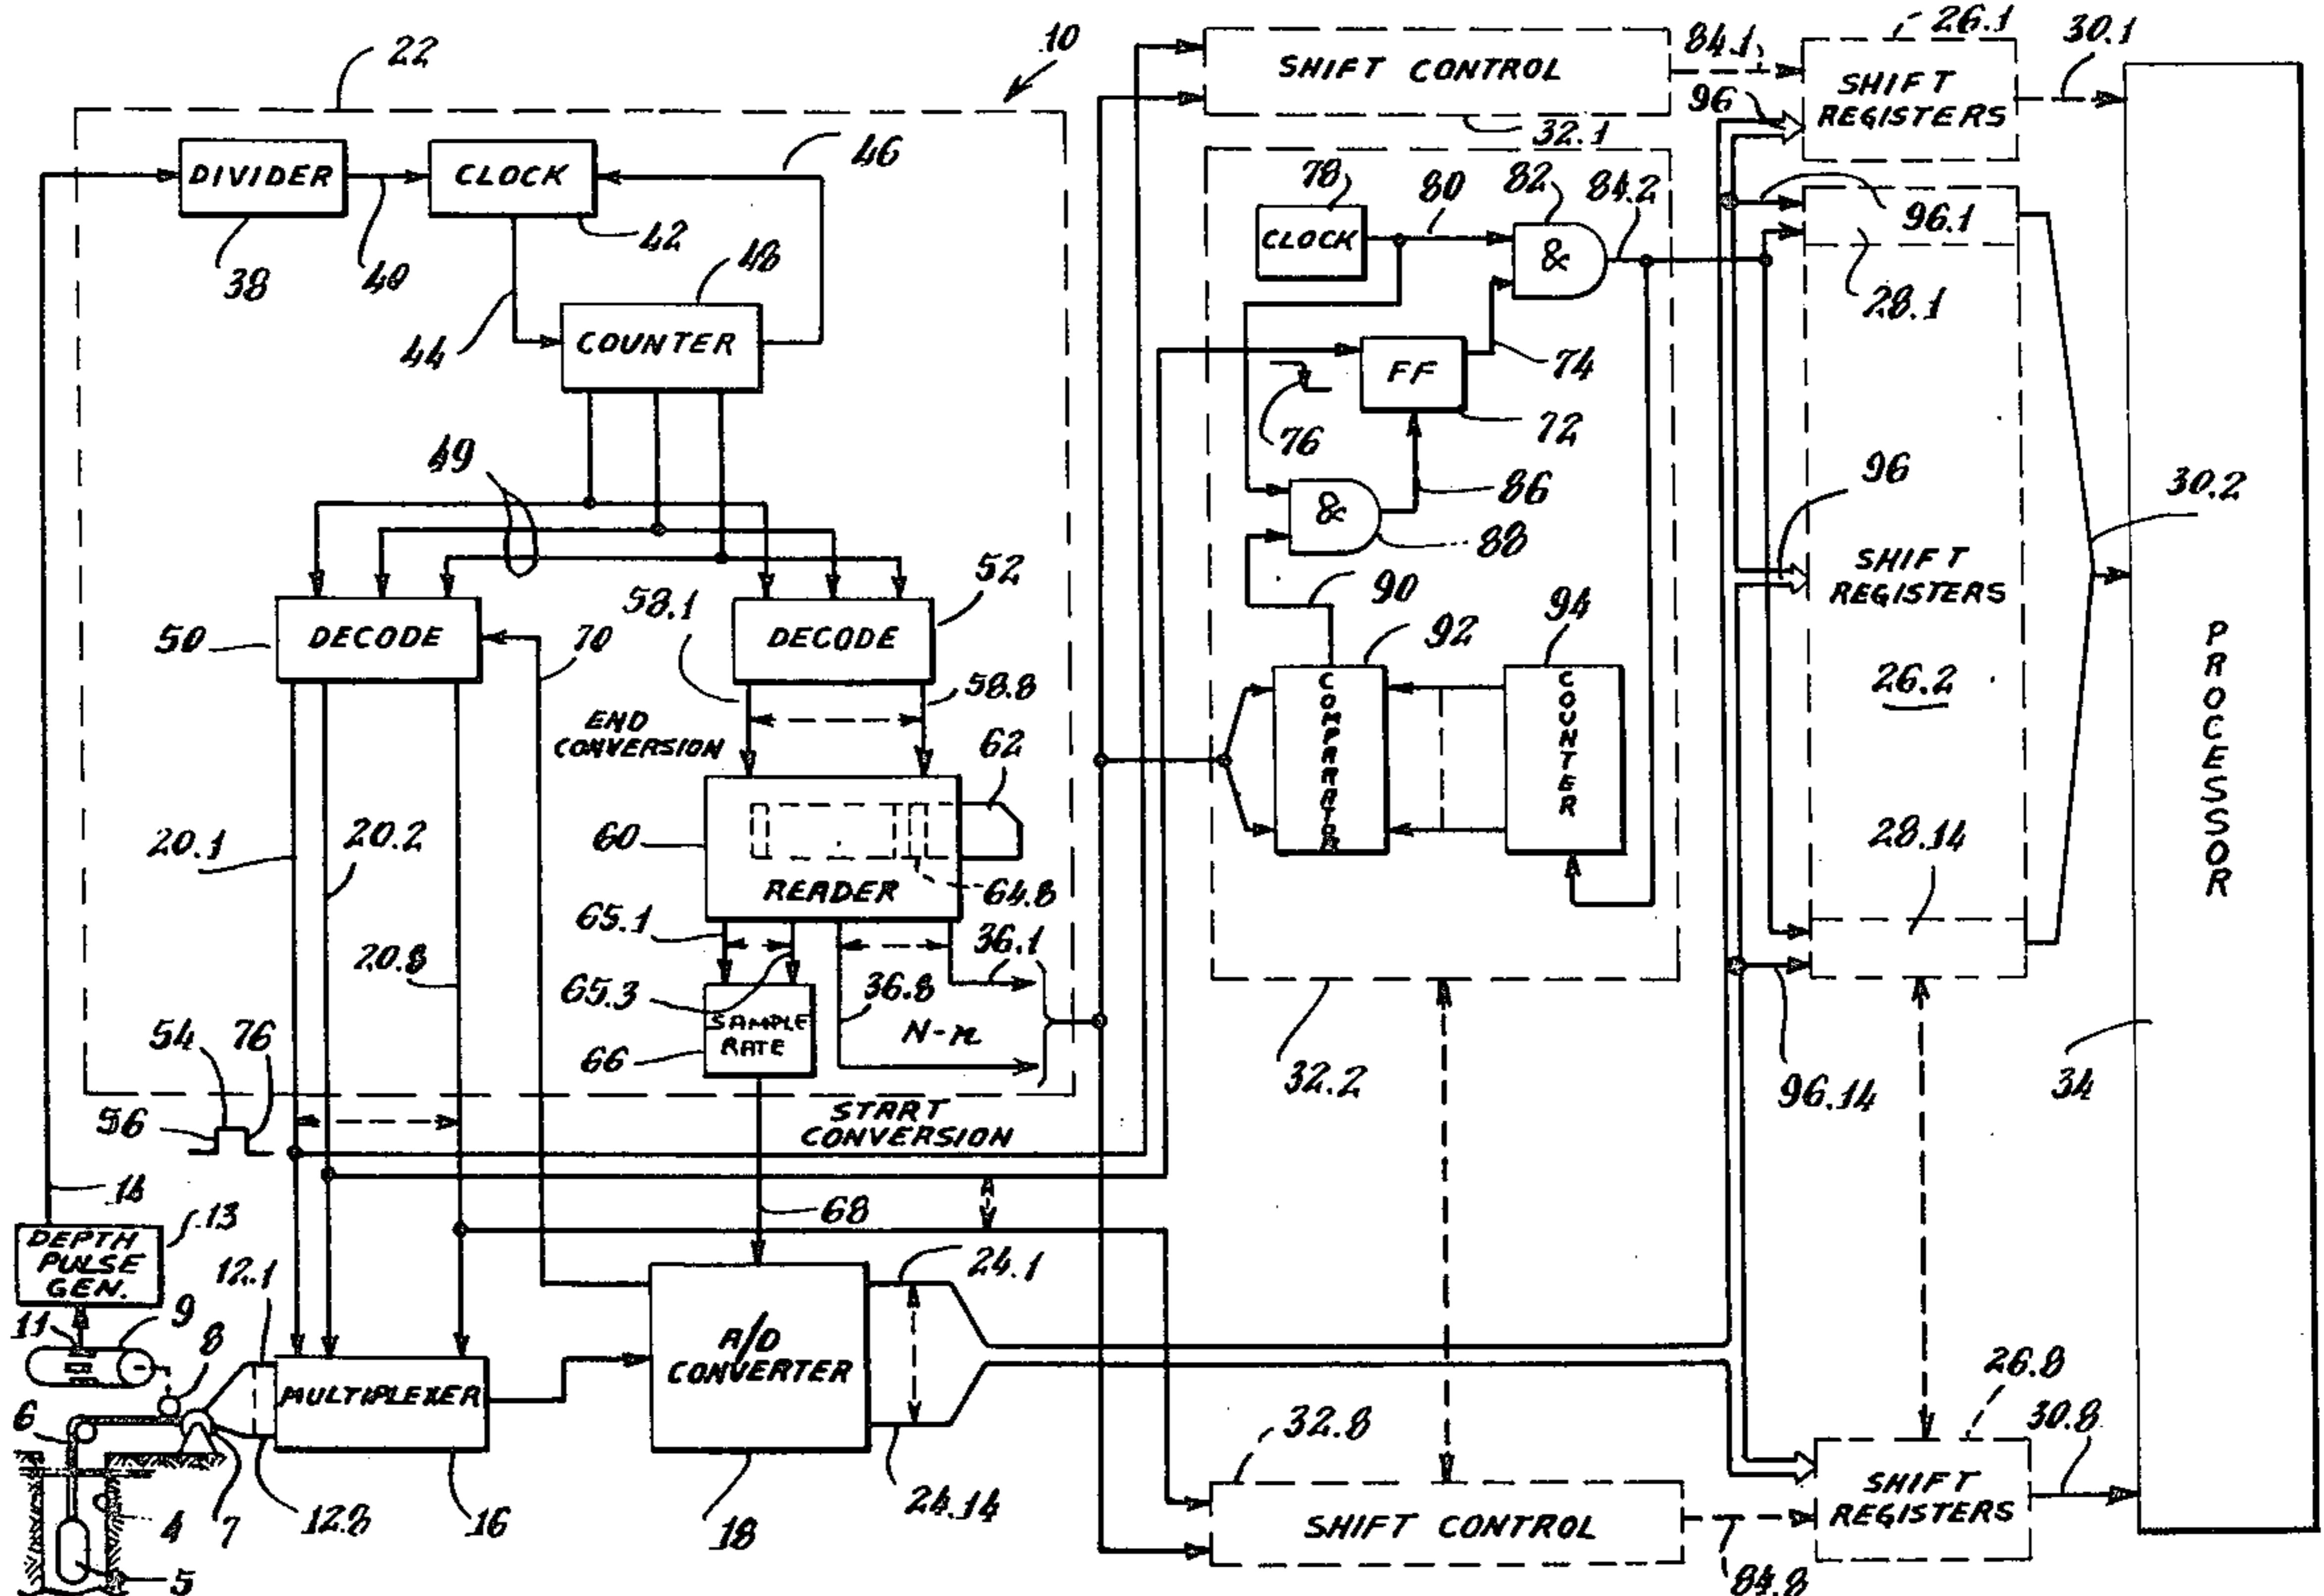 22
10
SHIFT CONTROL
84.1
26.1
30.1
SHIFT
REGISTERS
96
32.1
DIVIDER
CLOCK
46
38
40
42
78
80
82
84.2
CLOCK
&
96.1
28.1
48
COUNTER
44
FF
74
76
72
49
&
86
88
96
30.2
SHIFT
REGISTERS
26.2
50
DECODE
70
58.1
DECODE
52
58.8
90
92
94
COMPARATOR
COUNTER
PROCESSOR
END
CONVERSION
62
20.1
20.2
60
READER
64.8
28.14
65.1
36.1
20.8
65.3
36.8
SAMPLE
RATE
N-n
66
54
76
56
32.2
96.14
34
START
CONVERSION
14
68
13
DEPTH
PULSE
GEN.
12.1
24.1
11
9
8
A/D
CONVERTER
MULTIPLEXER
6
26.8
32.8
30.8
SHIFT
REGISTERS
4
7
12.8
16
18
24.14
SHIFT CONTROL
5
84.8